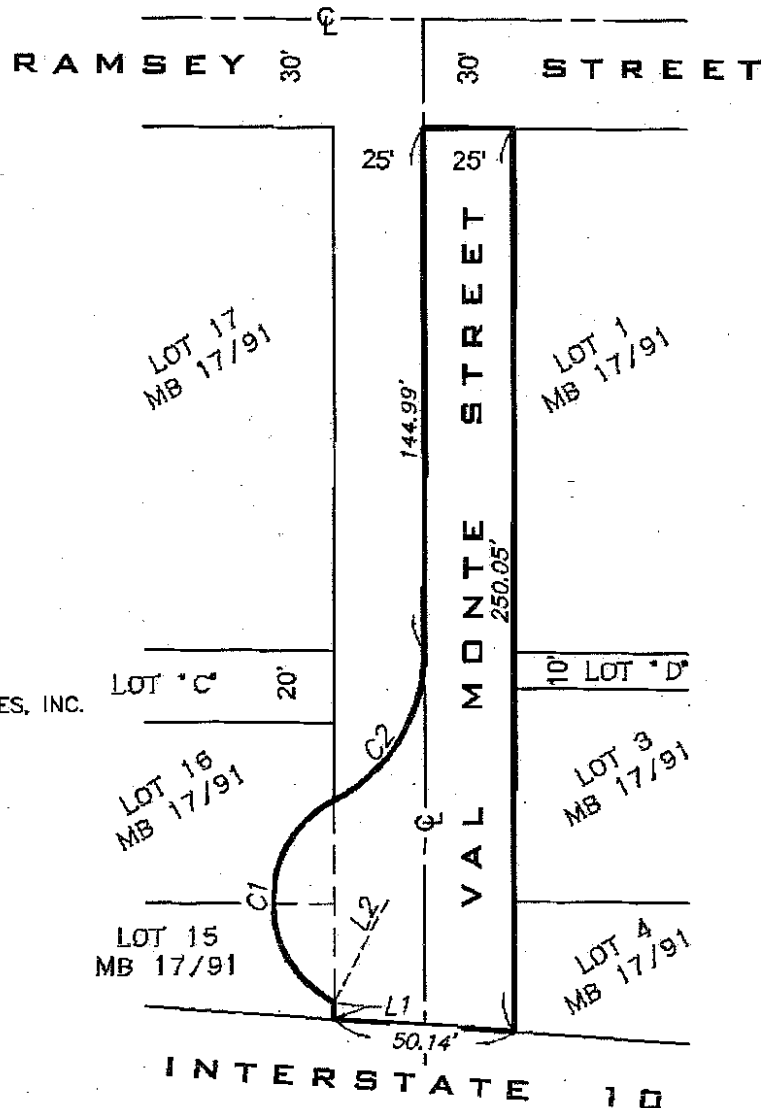 ℄
RAMSEY 30' 30' STREET
25' 25'
LOT 17
MB 17/91
LOT 1
MB 17/91
144.99'
VAL MONTE STREET
250.05'
ES, INC.
LOT "C" 20'
10' LOT "D"
C2
LOT 16
MB 17/91
LOT 3
MB 17/91
℄
C1
L2
LOT 15
MB 17/91
LOT 4
MB 17/91
L1
50.14'
INTERSTATE 10